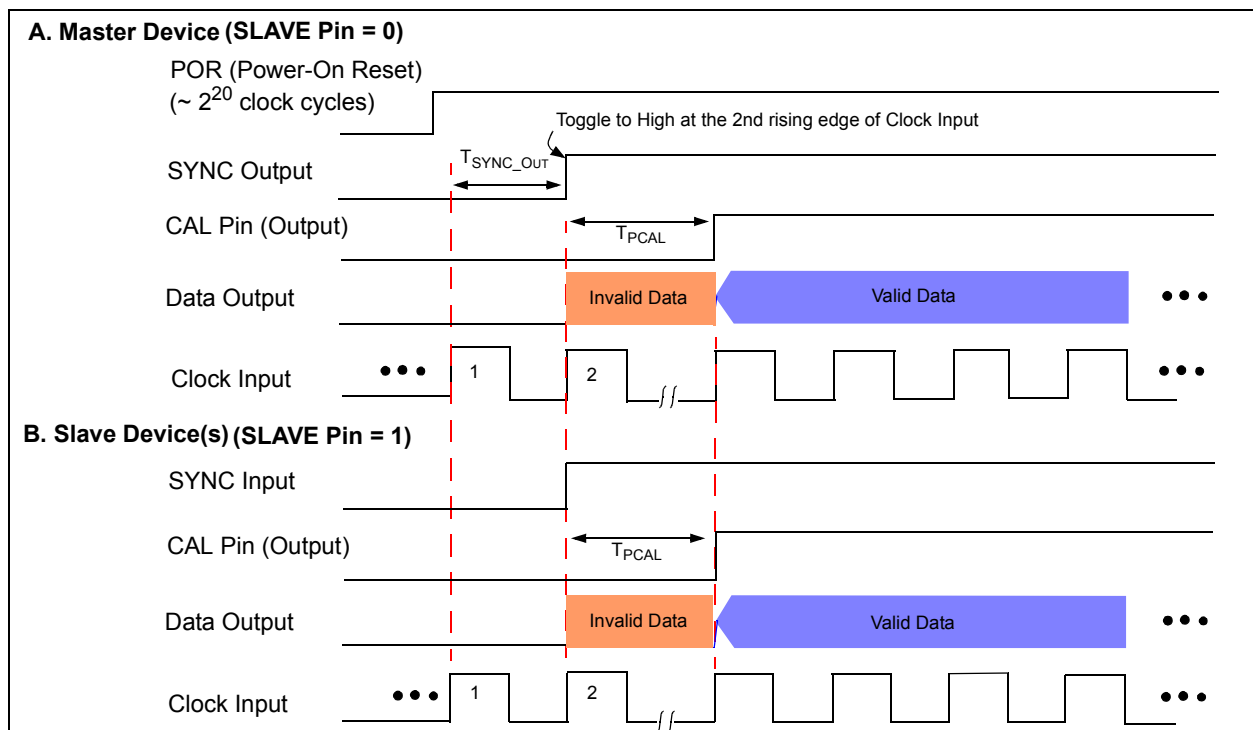 A. Master Device (SLAVE Pin = 0)
POR (Power-On Reset)
(~ 2^20 clock cycles)
Toggle to High at the 2nd rising edge of Clock Input
T_SYNC_OUT
SYNC Output
CAL Pin (Output)
T_PCAL
Data Output
Invalid Data
Valid Data
•••
Clock Input
•••
1
2
•••
B. Slave Device(s) (SLAVE Pin = 1)
SYNC Input
CAL Pin (Output)
T_PCAL
Data Output
Invalid Data
Valid Data
•••
Clock Input
•••
1
2
•••